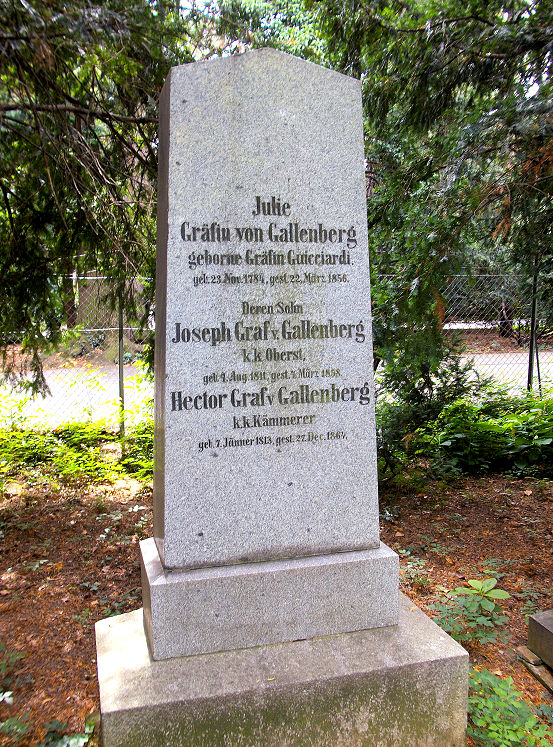 Julie
Gräfin von Gallenberg
geborne Gräfin Guicciardi
geb. 23. Nov. 1784, gest. 22. März, 1856.
Deren Sohn
Joseph Graf v. Gallenberg
k.k Oberst,
geb. 4. Aug. gest. 4. März 1858.
Hector Graf v. Gallenberg
k.k. Kämmerer
geb. 7. Jänner 1813, gest. 27. Dec. 1867.